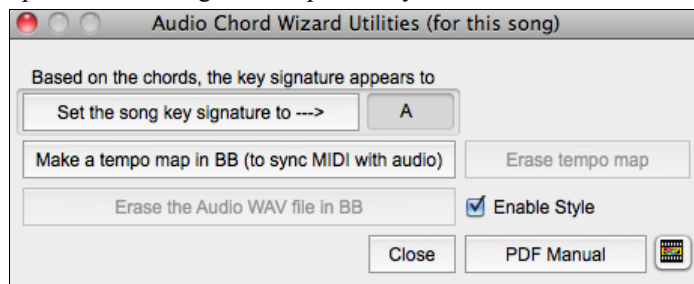 Audio Chord Wizard Utilities (for this song)
Based on the chords, the key signature appears to
Set the song key signature to ---> A
Make a tempo map in BB (to sync MIDI with audio) Erase tempo map
Erase the Audio WAV file in BB Enable Style
Close PDF Manual